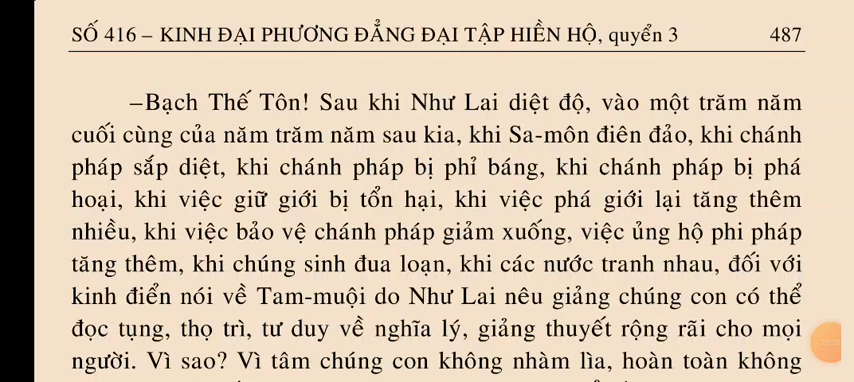 SỐ 416 – KINH ĐẠI PHƯƠNG ĐẲNG ĐẠI TẬP HIỀN HỘ, quyển 3 487
–Bạch Thế Tôn! Sau khi Như Lai diệt độ, vào một trăm năm
cuối cùng của năm trăm năm sau kia, khi Sa-môn điên đảo, khi chánh
pháp sắp diệt, khi chánh pháp bị phỉ báng, khi chánh pháp bị phá
hoại, khi việc giữ giới bị tổn hại, khi việc phá giới lại tăng thêm
nhiều, khi việc bảo vệ chánh pháp giảm xuống, việc ủng hộ phi pháp
tăng thêm, khi chúng sinh đua loạn, khi các nước tranh nhau, đối với
kinh điển nói về Tam-muội do Như Lai nêu giảng chúng con có thể
đọc tụng, thọ trì, tư duy về nghĩa lý, giảng thuyết rộng rãi cho mọi
người. Vì sao? Vì tâm chúng con không nhàm lìa, hoàn toàn không